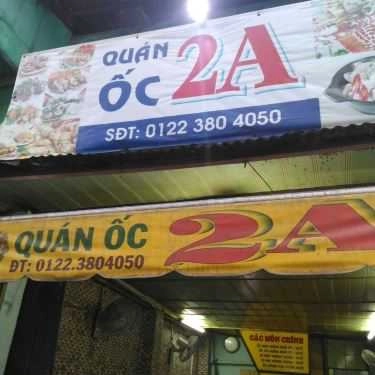 QUÁN
ỐC 2A
SĐT: 0122 380 4050
QUÁN ỐC 2A
ĐT: 0122.3804050
CÁC MÓN CHÍNH